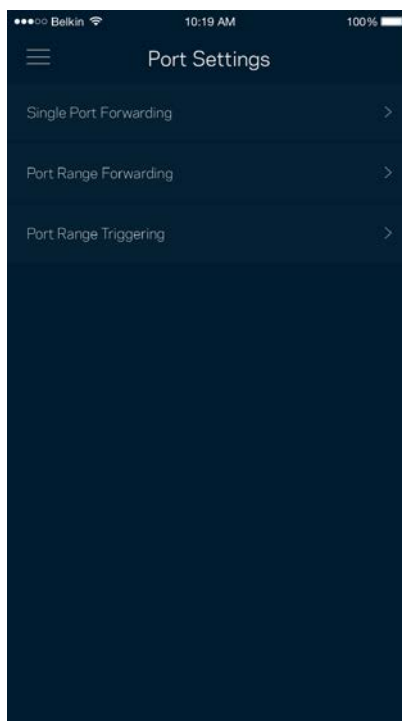 Belkin 10:19 AM 100%
Port Settings
Single Port Forwarding
Port Range Forwarding
Port Range Triggering